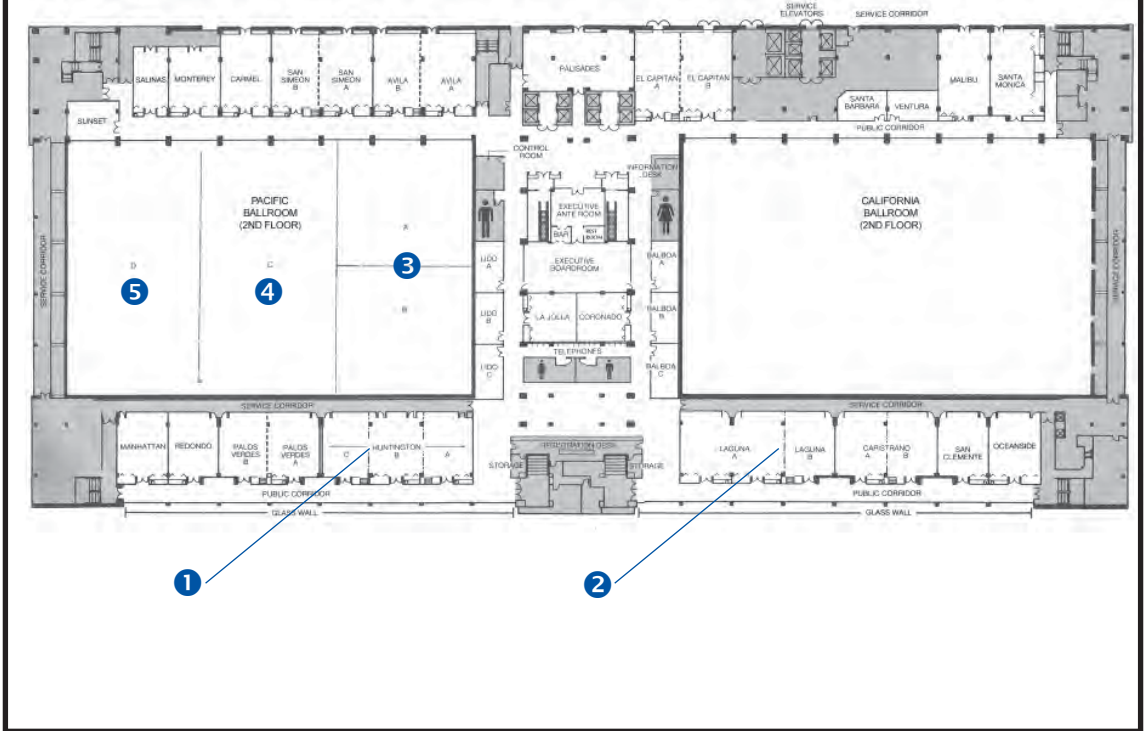 SERVICE
ELEVATORS
SERVICE CORRIDOR
SALINAS
MONTEREY
CARMEL
SAN
SIMEON
B
SAN
SIMEON
A
AVILA
B
AVILA
A
PALISADES
EL CAPITAN
A
EL CAPITAN
B
MALIBU
SANTA
MONICA
SANTA
BARBARA
VENTURA
SUNSET
PUBLIC CORRIDOR
CONTROL
ROOM
INFORMATION
DESK
PACIFIC
BALLROOM
(2ND FLOOR)
A
EXECUTIVE
ANTE ROOM
BAR
REST
ROOM
CALIFORNIA
BALLROOM
(2ND FLOOR)
SERVICE CORRIDOR
D
5
C
4
3
B
LIDO
A
EXECUTIVE
BOARDROOM
BALBOA
A
SERVICE CORRIDOR
LIDO
B
LA JOLLA
CORONADO
BALBOA
B
TELEPHONES
LIDO
C
BALBOA
C
SERVICE CORRIDOR
SERVICE CORRIDOR
MANHATTAN
REDONDO
PALOS
VERDES
B
PALOS
VERDES
A
C
HUNTINGTON
B
A
REGISTRATION DESK
STORAGE
STORAGE
LAGUNA
A
LAGUNA
B
CAPISTRANO
A
B
SAN
CLEMENTE
OCEANSIDE
PUBLIC CORRIDOR
PUBLIC CORRIDOR
GLASS WALL
GLASS WALL
1
2